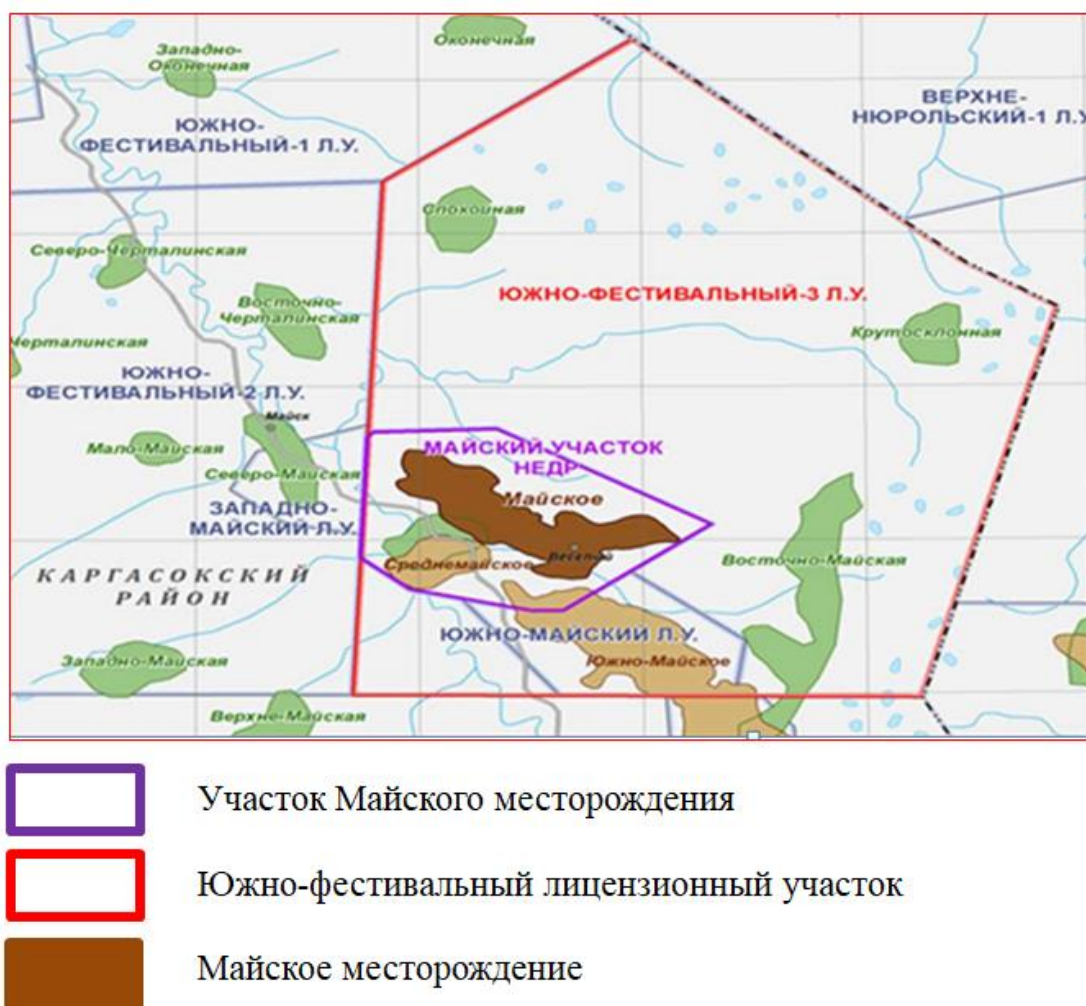 Оконечная
Западно-
Оконечная
ВЕРХНЕ-
НЮРОЛЬСКИЙ-1 Л.У
ЮЖНО-
ФЕСТИВАЛЬНЫЙ-1 Л.У.
Спокойная
Северо-Черталинская
ЮЖНО-ФЕСТИВАЛЬНЫЙ-3 Л.У.
Восточно-
Черталинская
Крутосклонная
Черталинская
ЮЖНО-
ФЕСТИВАЛЬНЫЙ-2 Л.У.
Майск
Мало-Майская
МАЙСКИЙ УЧАСТОК
НЕДР
Северо-Майская
Майское
ЗАПАДНО-
МАЙСКИЙ Л.У.
Веселый
Среднемайское
Восточно-Майская
КАРГАСОКСКИЙ
РАЙОН
ЮЖНО-МАЙСКИЙ Л.У.
Западно-Майская
Южно-Майское
Верхне-Майская
Участок Майского месторождения
Южно-фестивальный лицензионный участок
Майское месторождение